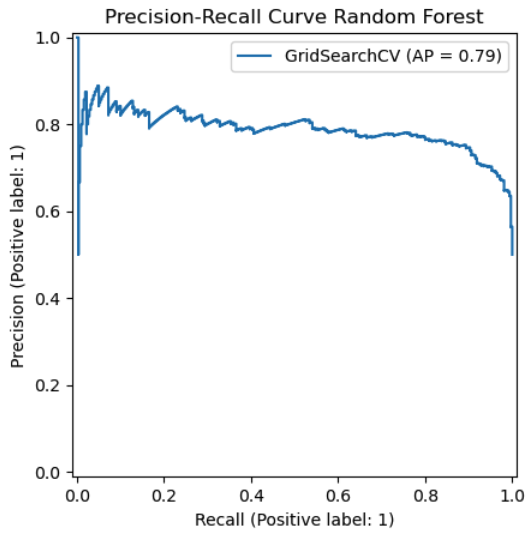 Precision-Recall Curve Random Forest
GridSearchCV (AP = 0.79)
1.0
0.8
0.6
0.4
0.2
0.0
Precision (Positive label: 1)
0.0 0.2 0.4 0.6 0.8 1.0
Recall (Positive label: 1)